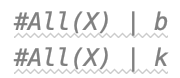 #All(X) | b
#All(X) | k